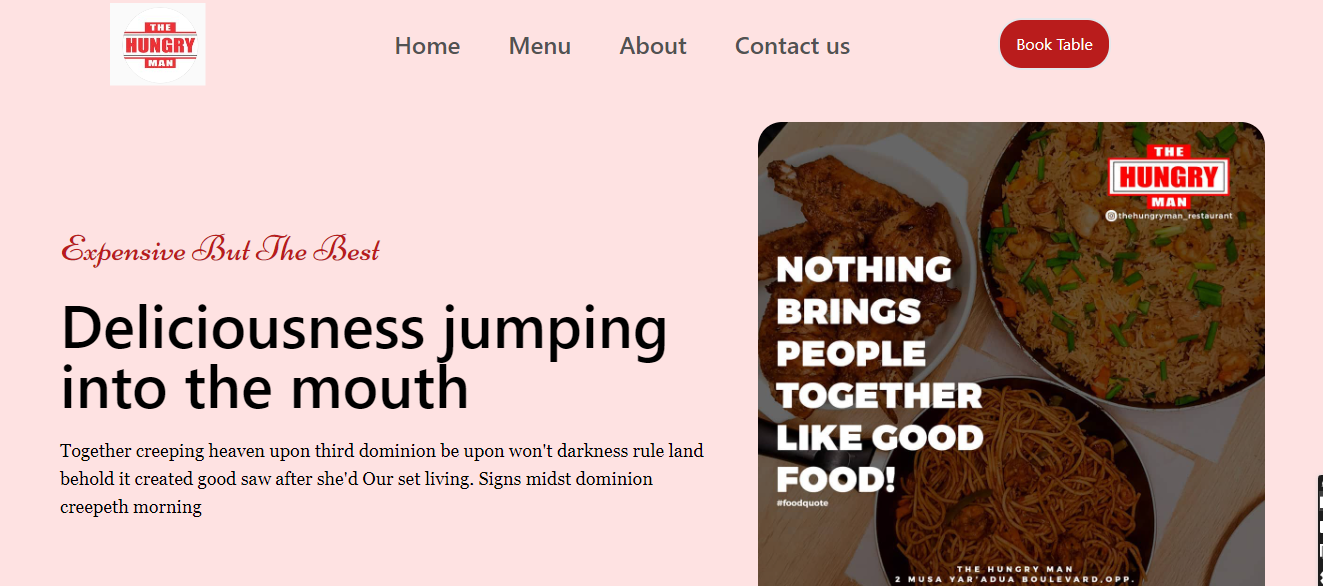 THE
HUNGRY
MAN
Home
Menu
About
Contact us
Book Table
Expensive But The Best
Deliciousness jumping
into the mouth
Together creeping heaven upon third dominion be upon won't darkness rule land
behold it created good saw after she'd Our set living. Signs midst dominion
creepeth morning
THE
HUNGRY
MAN
thehungryman_restaurant
NOTHING
BRINGS
PEOPLE
TOGETHER
LIKE GOOD
FOOD!
#foodquote
THE HUNGRY MAN
2 MUSA YAR'ADUA BOULEVARD,OPP.